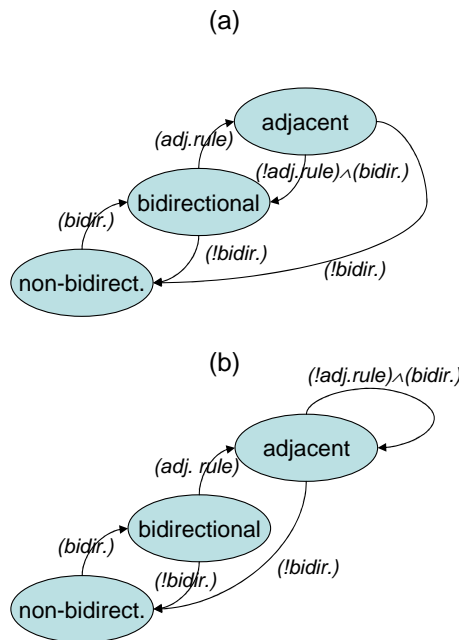 (a)
adjacent
(adj.rule)
(!adj.rule)∧(bidir.)
bidirectional
(bidir.)
(!bidir.)
(!bidir.)
non-bidirect.
(b)
(!adj.rule)∧(bidir.)
adjacent
(adj. rule)
bidirectional
(bidir.)
(!bidir.)
(!bidir.)
non-bidirect.